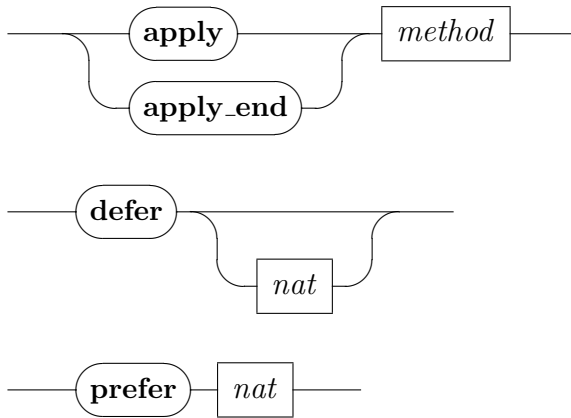 apply method
apply_end
defer
nat
prefer nat